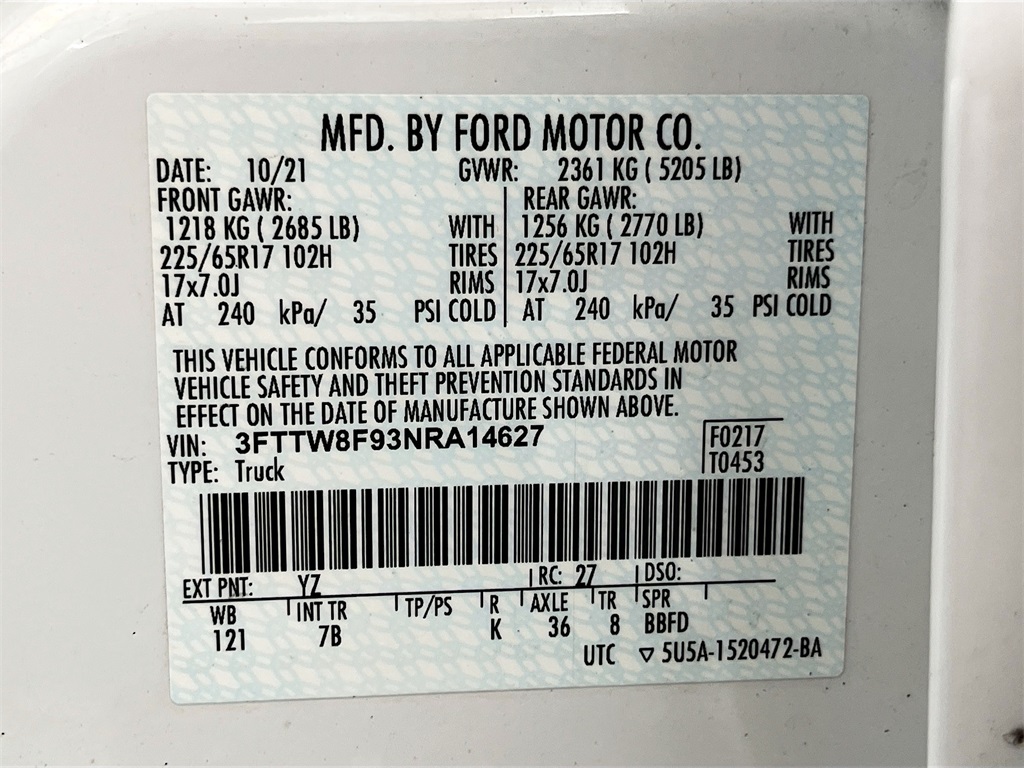 MFD. BY FORD MOTOR CO.
DATE: 10/21 GVWR: 2361 KG ( 5205 LB)
FRONT GAWR: REAR GAWR:
1218 KG ( 2685 LB) WITH 1256 KG ( 2770 LB) WITH
225/65R17 102H TIRES 225/65R17 102H TIRES
17x7.0J RIMS 17x7.0J RIMS
AT 240 kPa/ 35 PSI COLD AT 240 kPa/ 35 PSI COLD
THIS VEHICLE CONFORMS TO ALL APPLICABLE FEDERAL MOTOR
VEHICLE SAFETY AND THEFT PREVENTION STANDARDS IN
EFFECT ON THE DATE OF MANUFACTURE SHOWN ABOVE.
VIN: 3FTTW8F93NRA14627 F0217
TYPE: Truck T0453
EXT PNT: YZ RC: 27 DSO:
WB INT TR TP/PS R AXLE TR SPR
121 7B K 36 8 BBFD
UTC ▽ 5U5A-1520472-BA